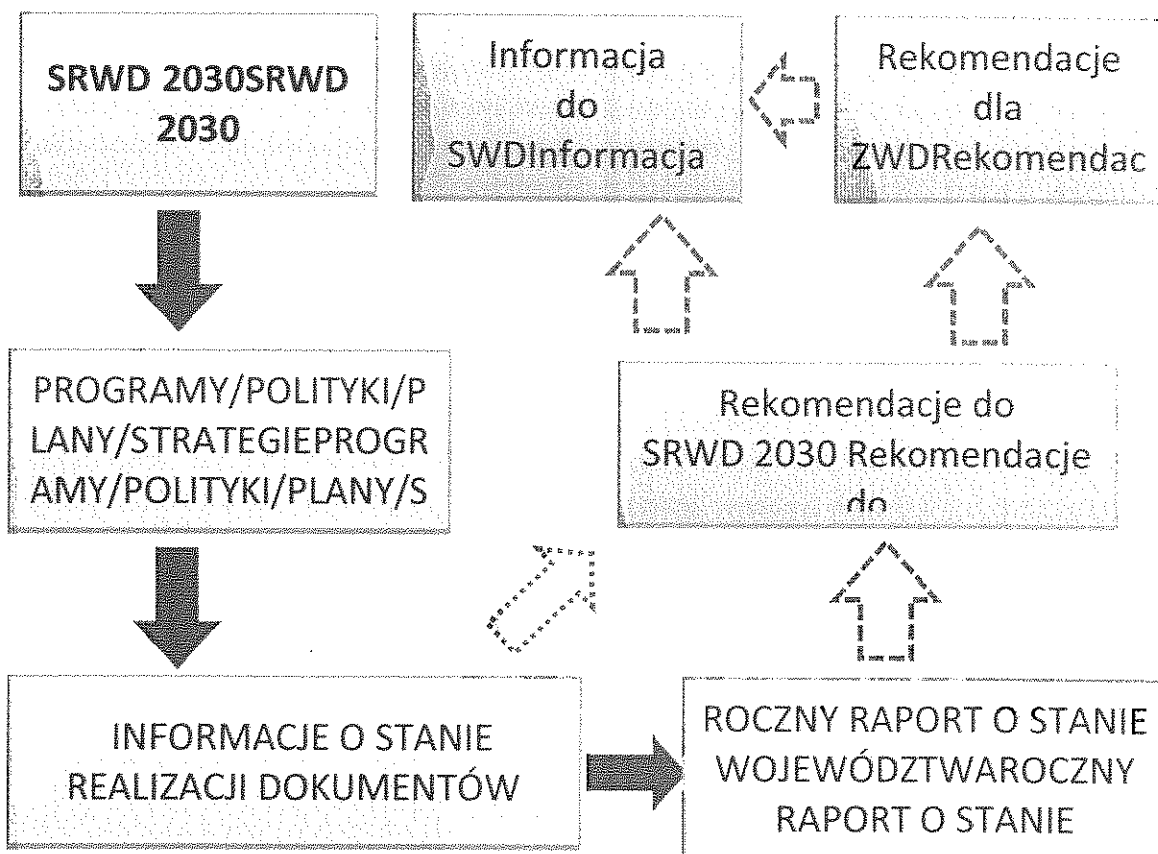 SRWD 2030SRWD
2030
Informacja
do
SWDInformacja
Rekomendacje
dla
ZWDRekomendac
PROGRAMY/POLITYKI/P
LANY/STRATEGIEPROGR
AMY/POLITYKI/PLANY/S
Rekomendacje do
SRWD 2030 Rekomendacje
do
INFORMACJE O STANIE
REALIZACJI DOKUMENTÓW
ROCZNY RAPORT O STANIE
WOJEWÓDZTWAROCZNY
RAPORT O STANIE